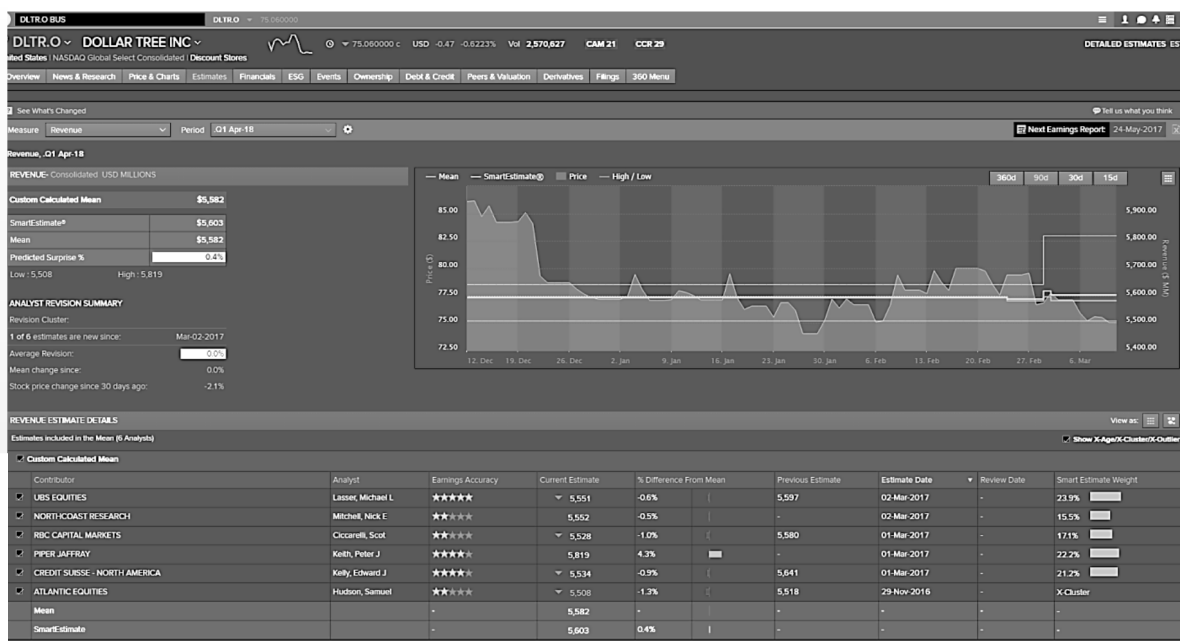 DLTR.O BUS DLTR.O 75.060000
DLTR.O DOLLAR TREE INC 75.060000 c USD -0.47 -0.6223% Vol 2,570,627 CAM 21 CCR 29 DETAILED ESTIMATES
United States | NASDAQ Global Select Consolidated | Discount Stores
Overview News & Research Price & Charts Estimates Financials ESG Events Ownership Debt & Credit Peers & Valuation Derivatives Filings 360 Menu
See What's Changed Tell us what you think
Measure Revenue Period .Q1 Apr-18 Next Earnings Report: 24-May-2017
Revenue, .Q1 Apr-18
REVENUE- Consolidated USD MILLIONS
Custom Calculated Mean $5,582
SmartEstimate® $5,603
Mean $5,582
Predicted Surprise % 0.4%
Low : 5,508 High : 5,819
ANALYST REVISION SUMMARY
Revision Cluster:
1 of 6 estimates are new since: Mar-02-2017
Average Revision: 0.0%
Mean change since: 0.0%
Stock price change since 30 days ago: -2.1%
Mean SmartEstimate® Price High / Low 360d 90d 30d 15d
85.00 5,900.00
82.50 5,800.00
80.00 5,700.00
77.50 5,600.00
75.00 5,500.00
72.50 5,400.00
Price ($)
Revenue ($ MM)
12. Dec 19. Dec 26. Dec 2. Jan 9. Jan 16. Jan 23. Jan 30. Jan 6. Feb 13. Feb 20. Feb 27. Feb 6. Mar
REVENUE ESTIMATE DETAILS View as:
Estimates included in the Mean (6 Analysts) Show X-Age/X-Cluster/X-Outlier
Custom Calculated Mean
Contributor Analyst Earnings Accuracy Current Estimate % Difference From Mean Previous Estimate Estimate Date Review Date Smart Estimate Weight
UBS EQUITIES Lasser, Michael L 5,551 -0.6% 5,597 02-Mar-2017 - 23.9%
NORTHCOAST RESEARCH Mitchell, Nick E 5,552 -0.5% - 02-Mar-2017 - 15.5%
RBC CAPITAL MARKETS Ciccarelli, Scot 5,528 -1.0% 5,580 01-Mar-2017 - 17.1%
PIPER JAFFRAY Keith, Peter J 5,819 4.3% - 01-Mar-2017 - 22.2%
CREDIT SUISSE - NORTH AMERICA Kelly, Edward J 5,534 -0.9% 5,641 01-Mar-2017 - 21.2%
ATLANTIC EQUITIES Hudson, Samuel 5,508 -1.3% 5,518 29-Nov-2016 - X-Cluster
Mean - 5,582 - - - - -
SmartEstimate - 5,603 0.4% - - - -